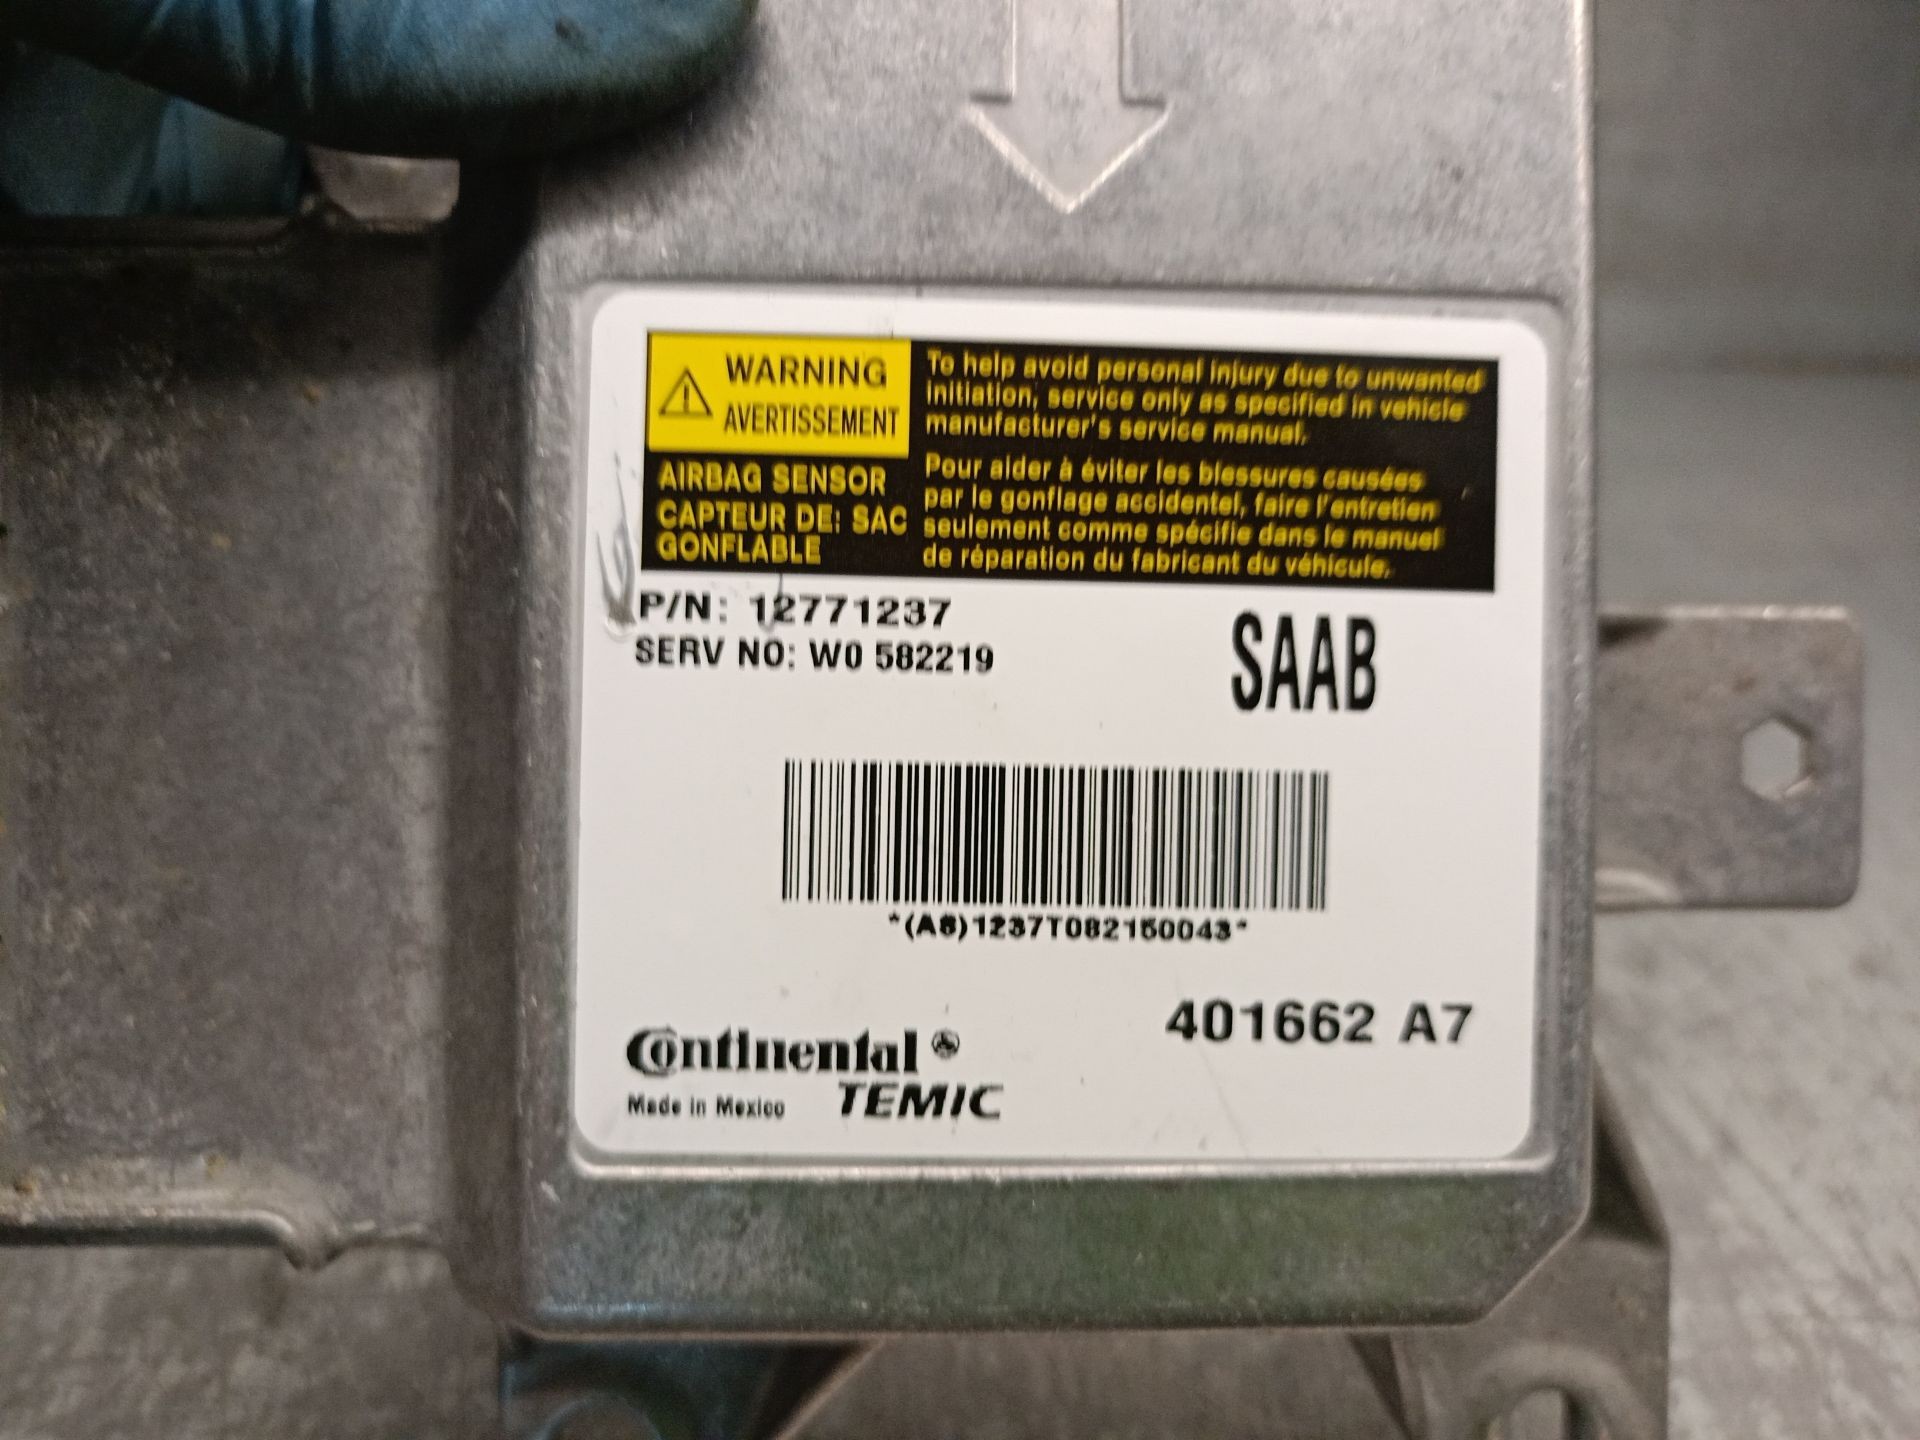 WARNING
AVERTISSEMENT
AIRBAG SENSOR
CAPTEUR DE: SAC
GONFLABLE
To help avoid personal injury due to unwanted
initiation, service only as specified in vehicle
manufacturer's service manual.
Pour aider à éviter les blessures causées
par le gonflage accidentel, faire l'entretien
seulement comme spécifie dans le manuel
de réparation du fabricant du véhicule.
P/N: 12771237
SERV NO: W0 582219
SAAB
*(A8)1237T082150043*
401662 A7
Continental
TEMIC
Made in Mexico